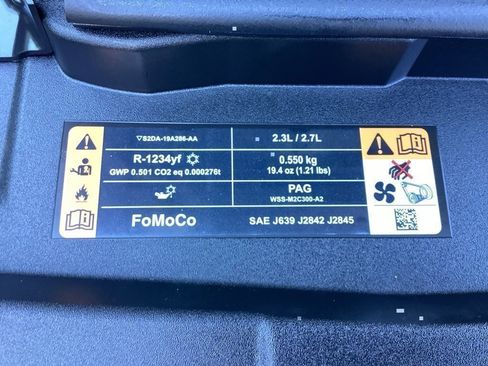 ▽S2DA-19A286-AA
2.3L / 2.7L
R-1234yf
GWP 0.501 CO2 eq 0.000276t
0.550 kg
19.4 oz (1.21 lbs)
PAG
WSS-M2C300-A2
FoMoCo
SAE J639 J2842 J2845